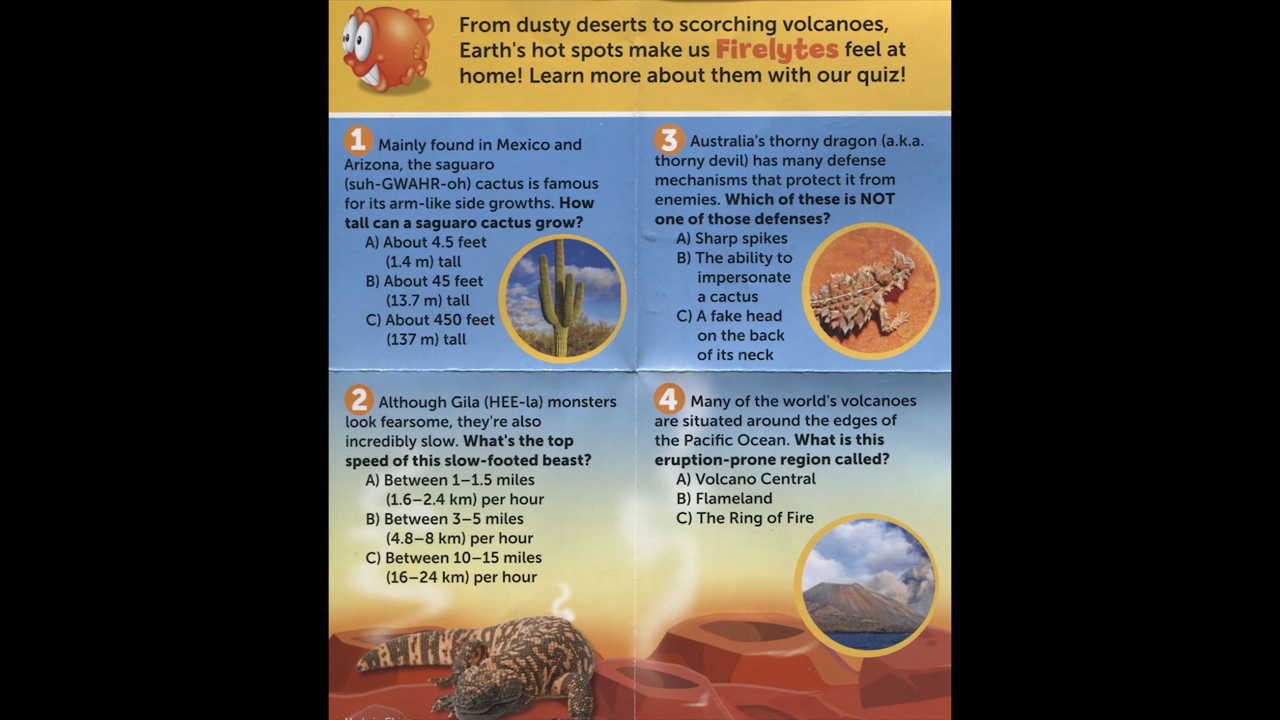 From dusty deserts to scorching volcanoes,
Earth's hot spots make us Firelytes feel at
home! Learn more about them with our quiz!
1 Mainly found in Mexico and
Arizona, the saguaro
(suh-GWAHR-oh) cactus is famous
for its arm-like side growths. How
tall can a saguaro cactus grow?
A) About 4.5 feet
(1.4 m) tall
B) About 45 feet
(13.7 m) tall
C) About 450 feet
(137 m) tall
2 Although Gila (HEE-la) monsters
look fearsome, they're also
incredibly slow. What's the top
speed of this slow-footed beast?
A) Between 1–1.5 miles
(1.6–2.4 km) per hour
B) Between 3–5 miles
(4.8–8 km) per hour
C) Between 10–15 miles
(16–24 km) per hour
3 Australia's thorny dragon (a.k.a.
thorny devil) has many defense
mechanisms that protect it from
enemies. Which of these is NOT
one of those defenses?
A) Sharp spikes
B) The ability to
impersonate
a cactus
C) A fake head
on the back
of its neck
4 Many of the world's volcanoes
are situated around the edges of
the Pacific Ocean. What is this
eruption-prone region called?
A) Volcano Central
B) Flameland
C) The Ring of Fire